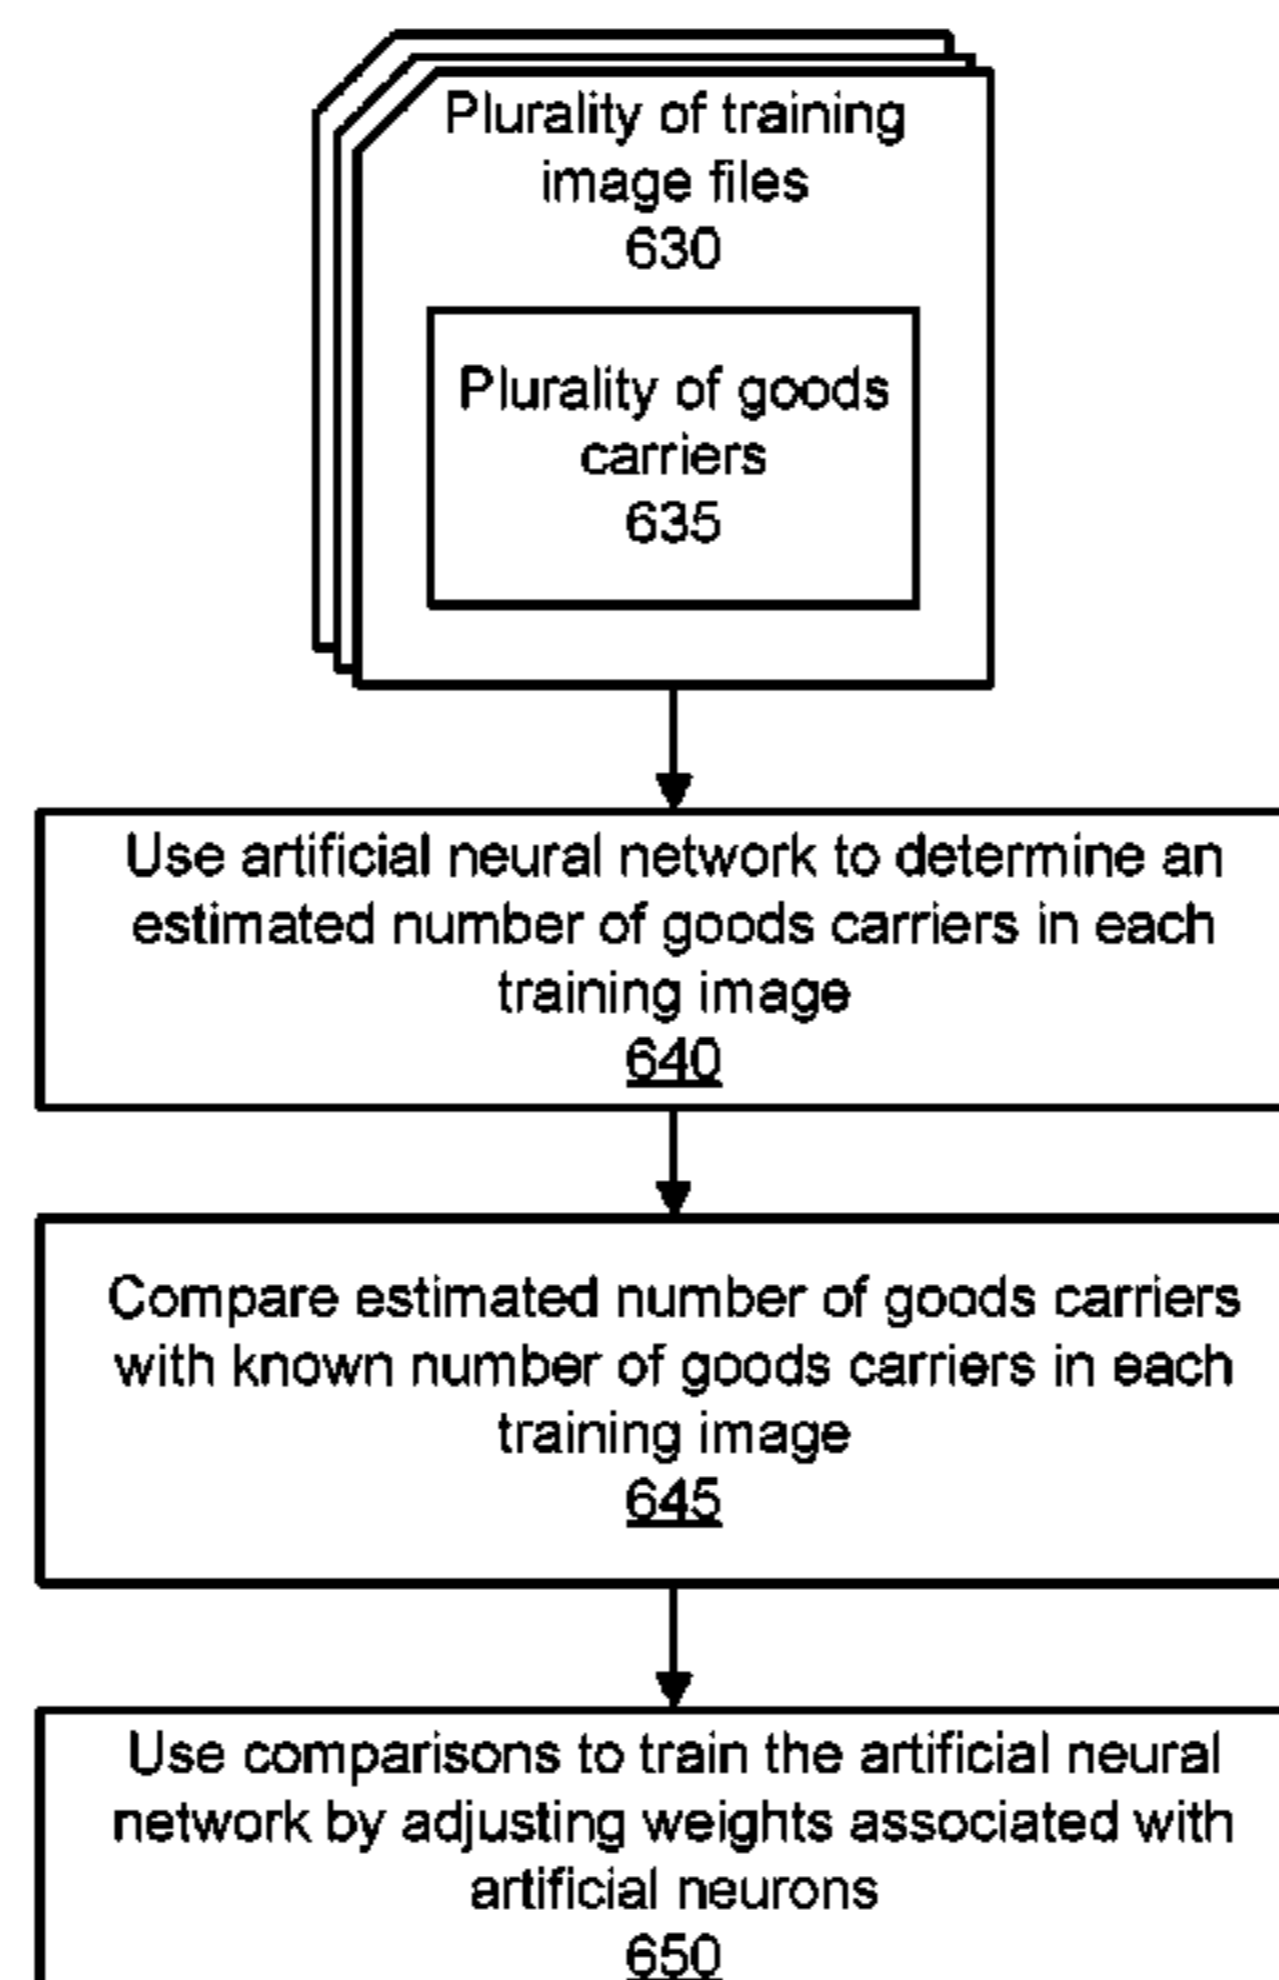 Plurality of training
image files
630
Plurality of goods
carriers
635
Use artificial neural network to determine an
estimated number of goods carriers in each
training image
640
Compare estimated number of goods carriers
with known number of goods carriers in each
training image
645
Use comparisons to train the artificial neural
network by adjusting weights associated with
artificial neurons
650